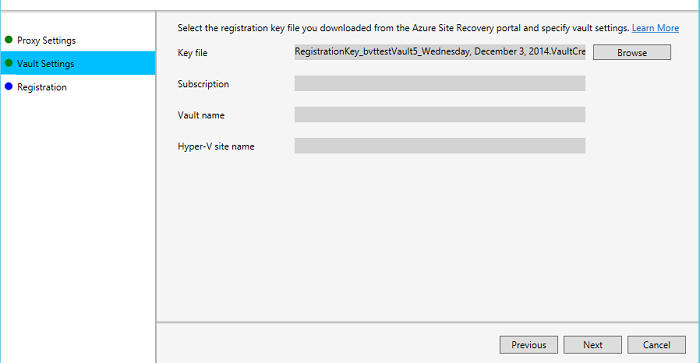 Select the registration key file you downloaded from the Azure Site Recovery portal and specify vault settings. Learn More
Proxy Settings
Vault Settings
Registration
Key file
RegistrationKey_bvttestVault5_Wednesday, December 3, 2014.VaultCre
Browse
Subscription
Vault name
Hyper-V site name
Previous
Next
Cancel